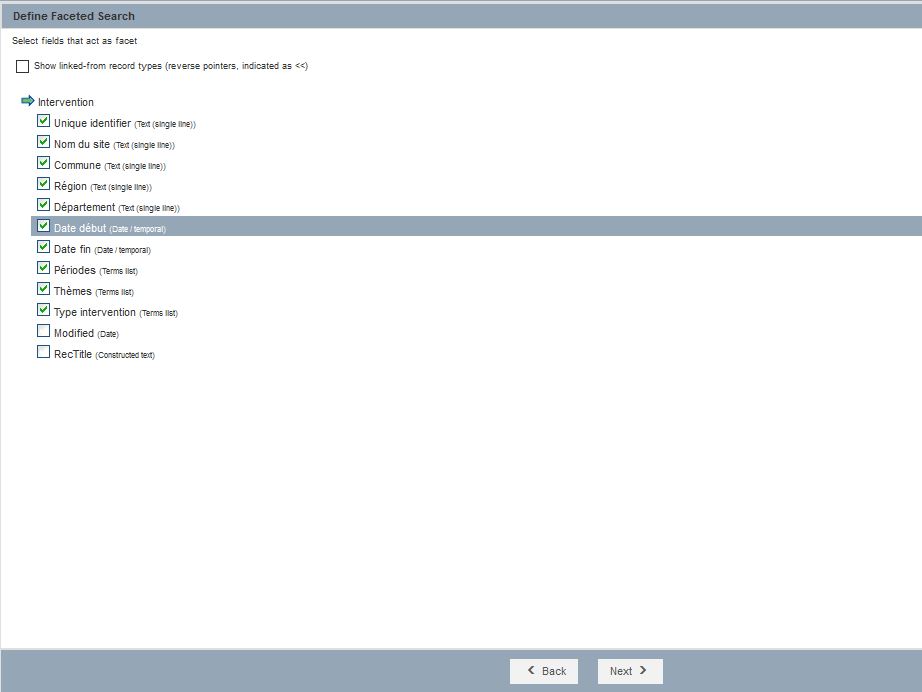 Define Faceted Search
Select fields that act as facet
Show linked-from record types (reverse pointers, indicated as <<)
Intervention
Unique identifier (Text (single line))
Nom du site (Text (single line))
Commune (Text (single line))
Région (Text (single line))
Département (Text (single line))
Date début (Date / temporal)
Date fin (Date / temporal)
Périodes (Terms list)
Thèmes (Terms list)
Type intervention (Terms list)
Modified (Date)
RecTitle (Constructed text)
Back Next